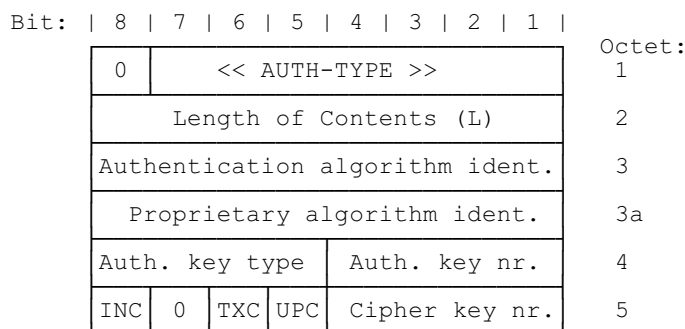 Bit: | 8 | 7 | 6 | 5 | 4 | 3 | 2 | 1 |
Octet:
0 << AUTH-TYPE >> 1
Length of Contents (L) 2
Authentication algorithm ident. 3
Proprietary algorithm ident. 3a
Auth. key type Auth. key nr. 4
INC 0 TXC UPC Cipher key nr. 5